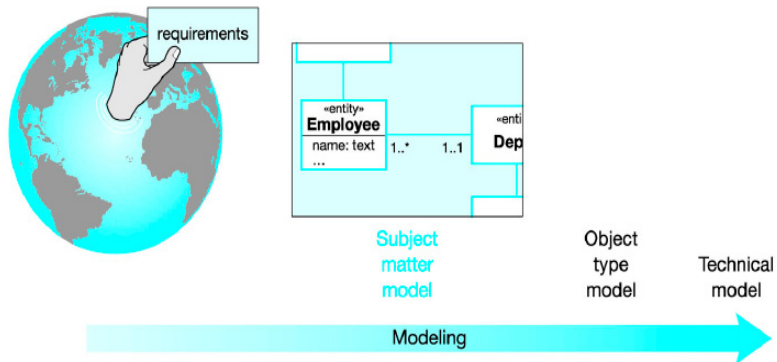 requirements
«entity»
Employee
name: text
...
1..*
1..1
«enti
Dep
Subject
matter
model
Object
type
model
Technical
model
Modeling